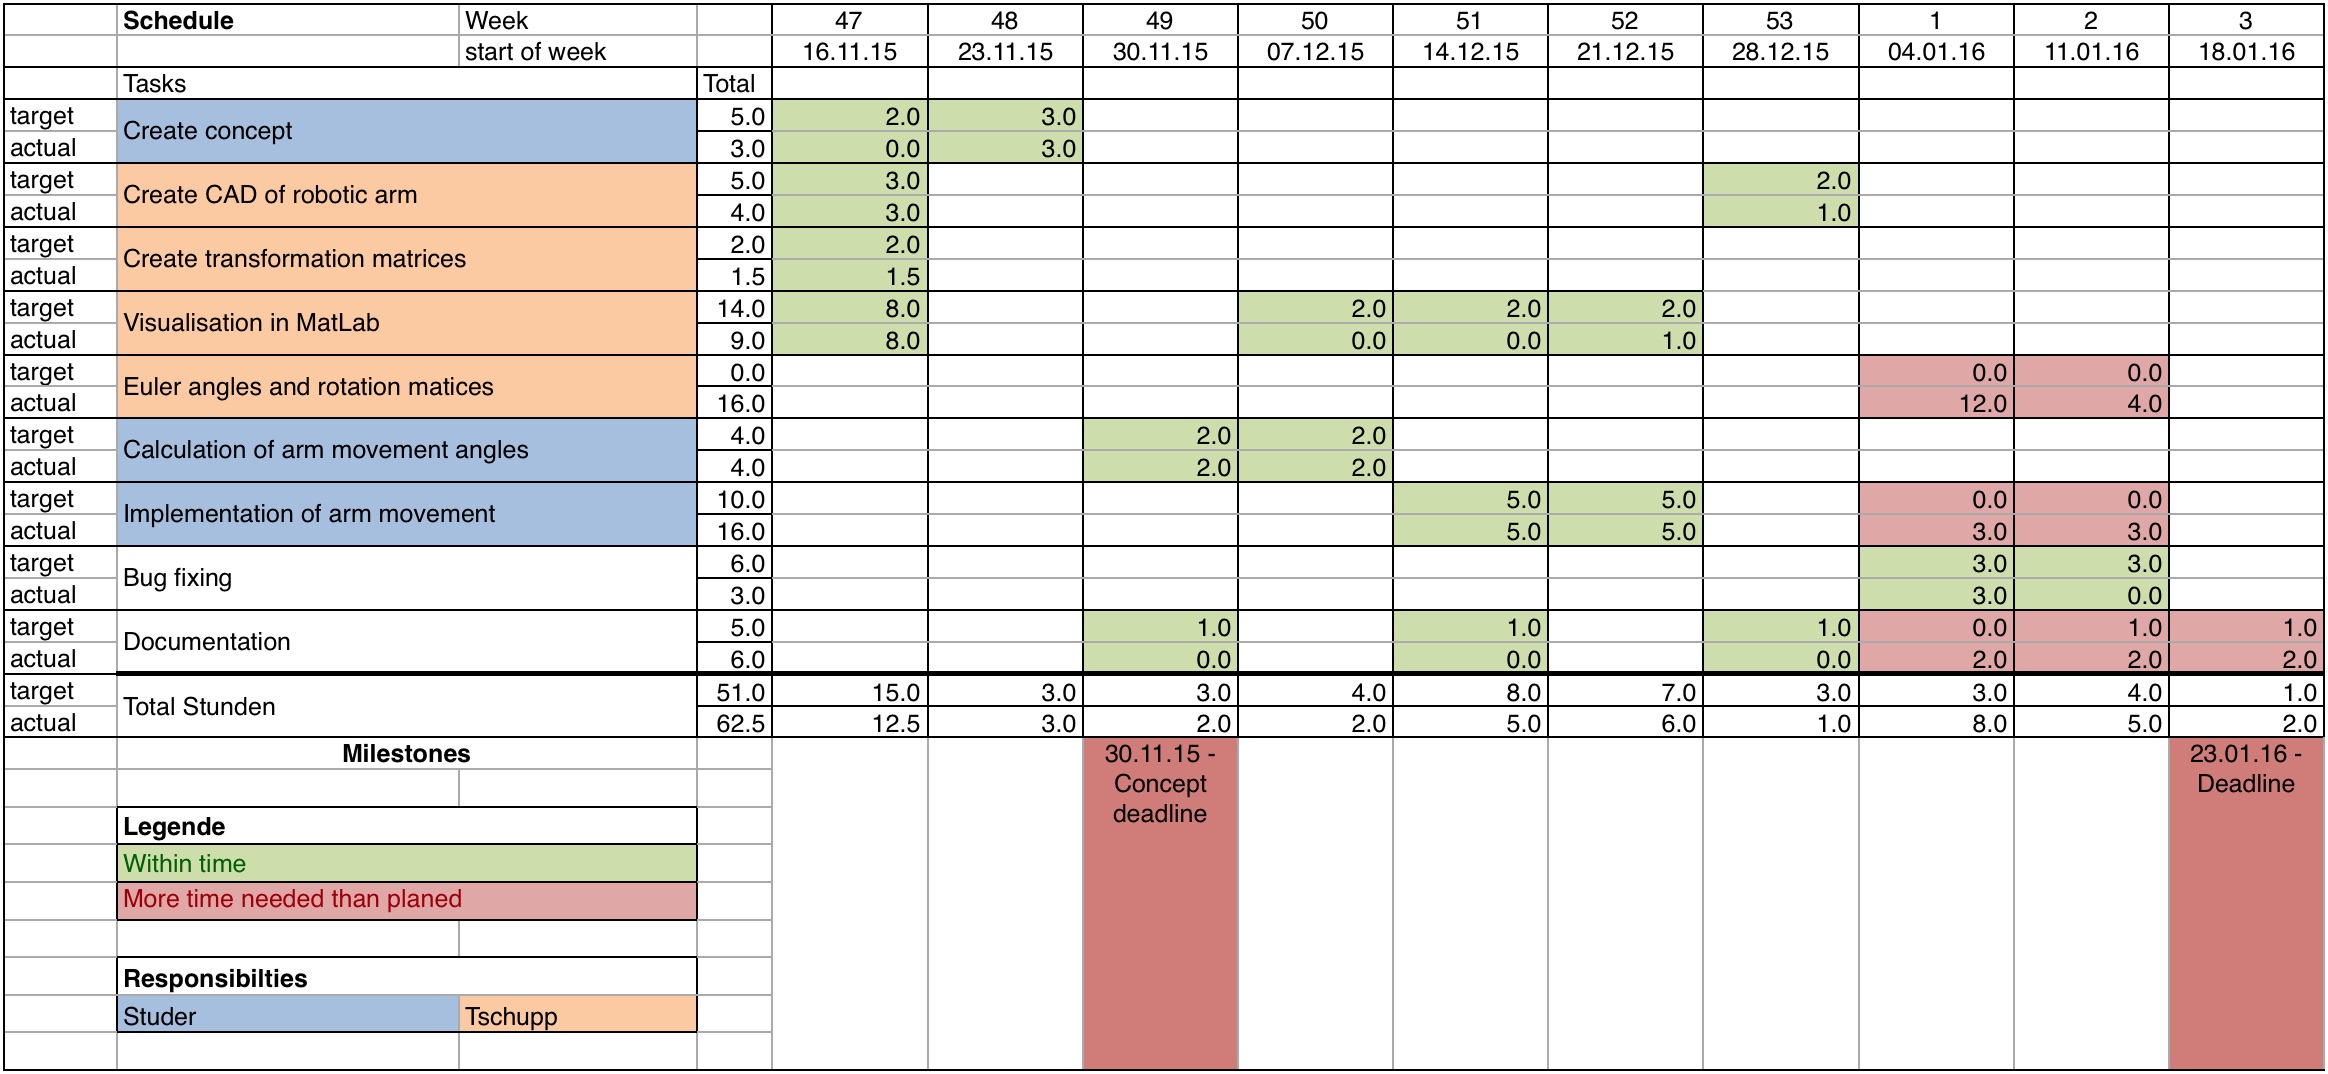 Schedule Week 47 48 49 50 51 52 53 1 2 3
start of week 16.11.15 23.11.15 30.11.15 07.12.15 14.12.15 21.12.15 28.12.15 04.01.16 11.01.16 18.01.16
Tasks Total
target 5.0 2.0 3.0
Create concept
actual 3.0 0.0 3.0
target 5.0 3.0 2.0
Create CAD of robotic arm
actual 4.0 3.0 1.0
target 2.0 2.0
Create transformation matrices
actual 1.5 1.5
target 14.0 8.0 2.0 2.0 2.0
Visualisation in MatLab
actual 9.0 8.0 0.0 0.0 1.0
target 0.0 0.0 0.0
Euler angles and rotation matices
actual 16.0 12.0 4.0
target 4.0 2.0 2.0
Calculation of arm movement angles
actual 4.0 2.0 2.0
target 10.0 5.0 5.0 0.0 0.0
Implementation of arm movement
actual 16.0 5.0 5.0 3.0 3.0
target 6.0 3.0 3.0
Bug fixing
actual 3.0 3.0 0.0
target 5.0 1.0 1.0 1.0 0.0 1.0 1.0
Documentation
actual 6.0 0.0 0.0 0.0 2.0 2.0 2.0
target 51.0 15.0 3.0 3.0 4.0 8.0 7.0 3.0 3.0 4.0 1.0
Total Stunden
actual 62.5 12.5 3.0 2.0 2.0 5.0 6.0 1.0 8.0 5.0 2.0
Milestones
30.11.15 -
Concept
deadline
23.01.16 -
Deadline
Legende
Within time
More time needed than planed
Responsibilties
Studer Tschupp